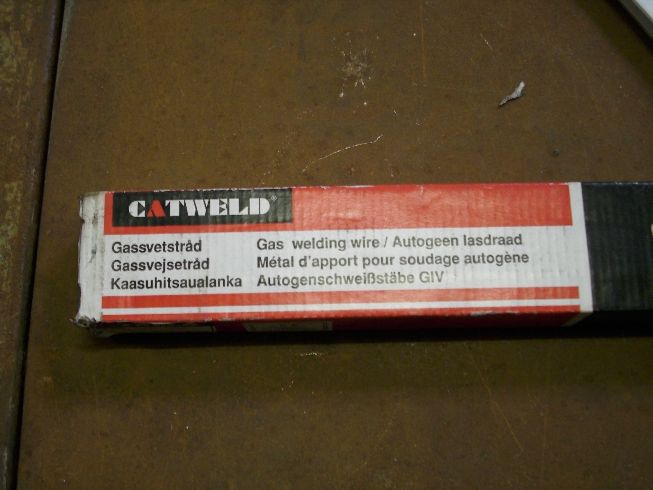 CATWELD®
Gassvetstråd
Gassvejsetråd
Kaasuhitsaualanka
Gas welding wire / Autogeen lasdraad
Métal d'apport pour soudage autogène
Autogenschweißstäbe GIV